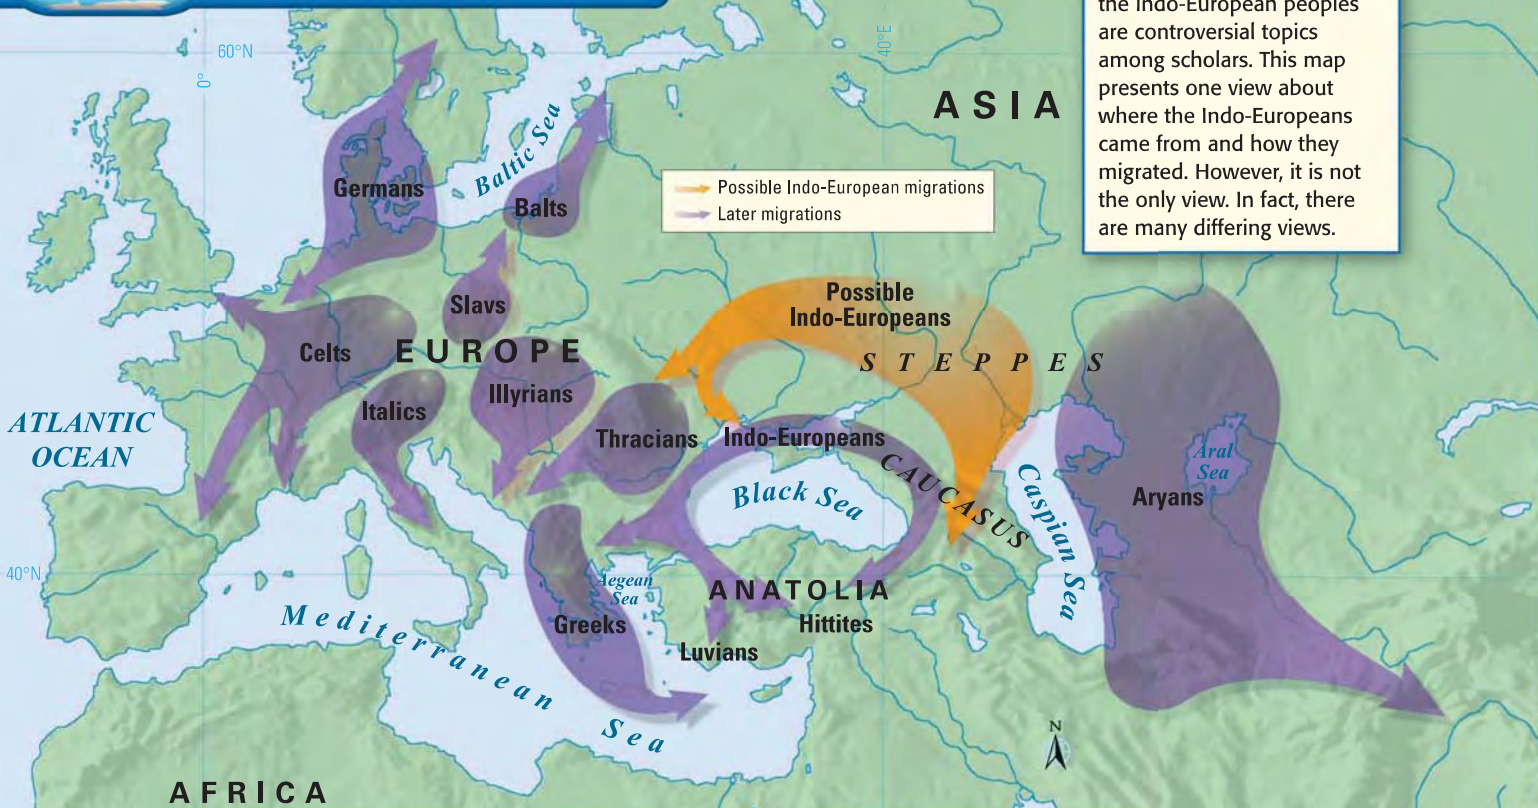 the Indo-European peoples
are controversial topics
among scholars. This map
presents one view about
where the Indo-Europeans
came from and how they
migrated. However, it is not
the only view. In fact, there
are many differing views.
60°N
0°
40°E
ASIA
Baltic Sea
Germans
Balts
Possible Indo-European migrations
Later migrations
Slavs
Possible
Indo-Europeans
Celts
EUROPE
STEPPES
Illyrians
Italics
ATLANTIC
OCEAN
Thracians
Indo-Europeans
CAUCASUS
Black Sea
Caspian Sea
Aral
Sea
Aryans
40°N
Aegean
Sea
ANATOLIA
Greeks
Hittites
Luvians
Mediterranean
Sea
N
AFRICA